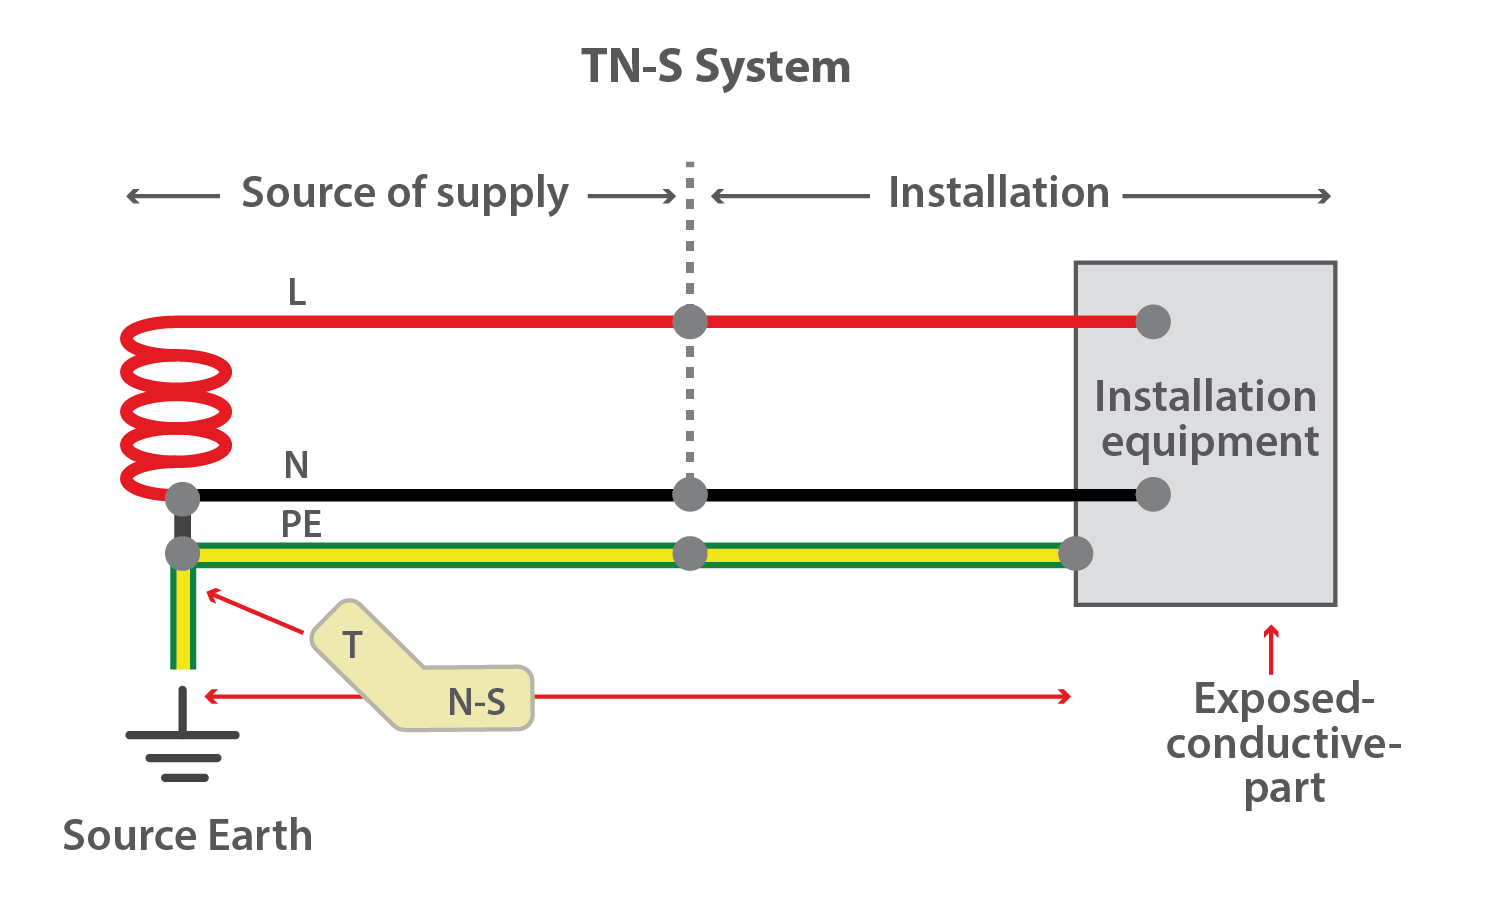 TN-S System
Source of supply
Installation
L
N
PE
Installation
equipment
T
N-S
Exposed-
conductive-
part
Source Earth